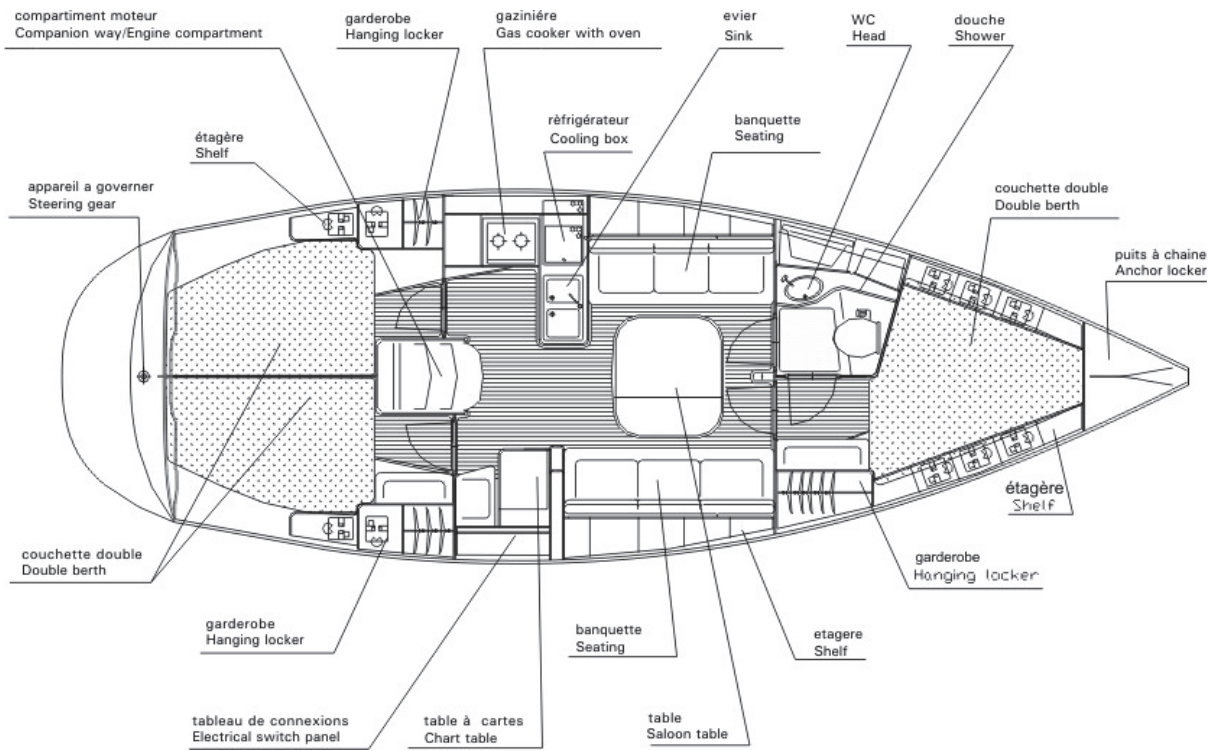 compartiment moteur
Companion way/Engine compartment
garderobe
Hanging locker
gaziniére
Gas cooker with oven
evier
Sink
WC
Head
douche
Shower
étagère
Shelf
rèfrigérateur
Cooling box
banquette
Seating
appareil a governer
Steering gear
couchette double
Double berth
puits à chaine
Anchor locker
étagère
Shelf
couchette double
Double berth
garderobe
Hanging locker
garderobe
Hanging locker
banquette
Seating
etagere
Shelf
tableau de connexions
Electrical switch panel
table à cartes
Chart table
table
Saloon table